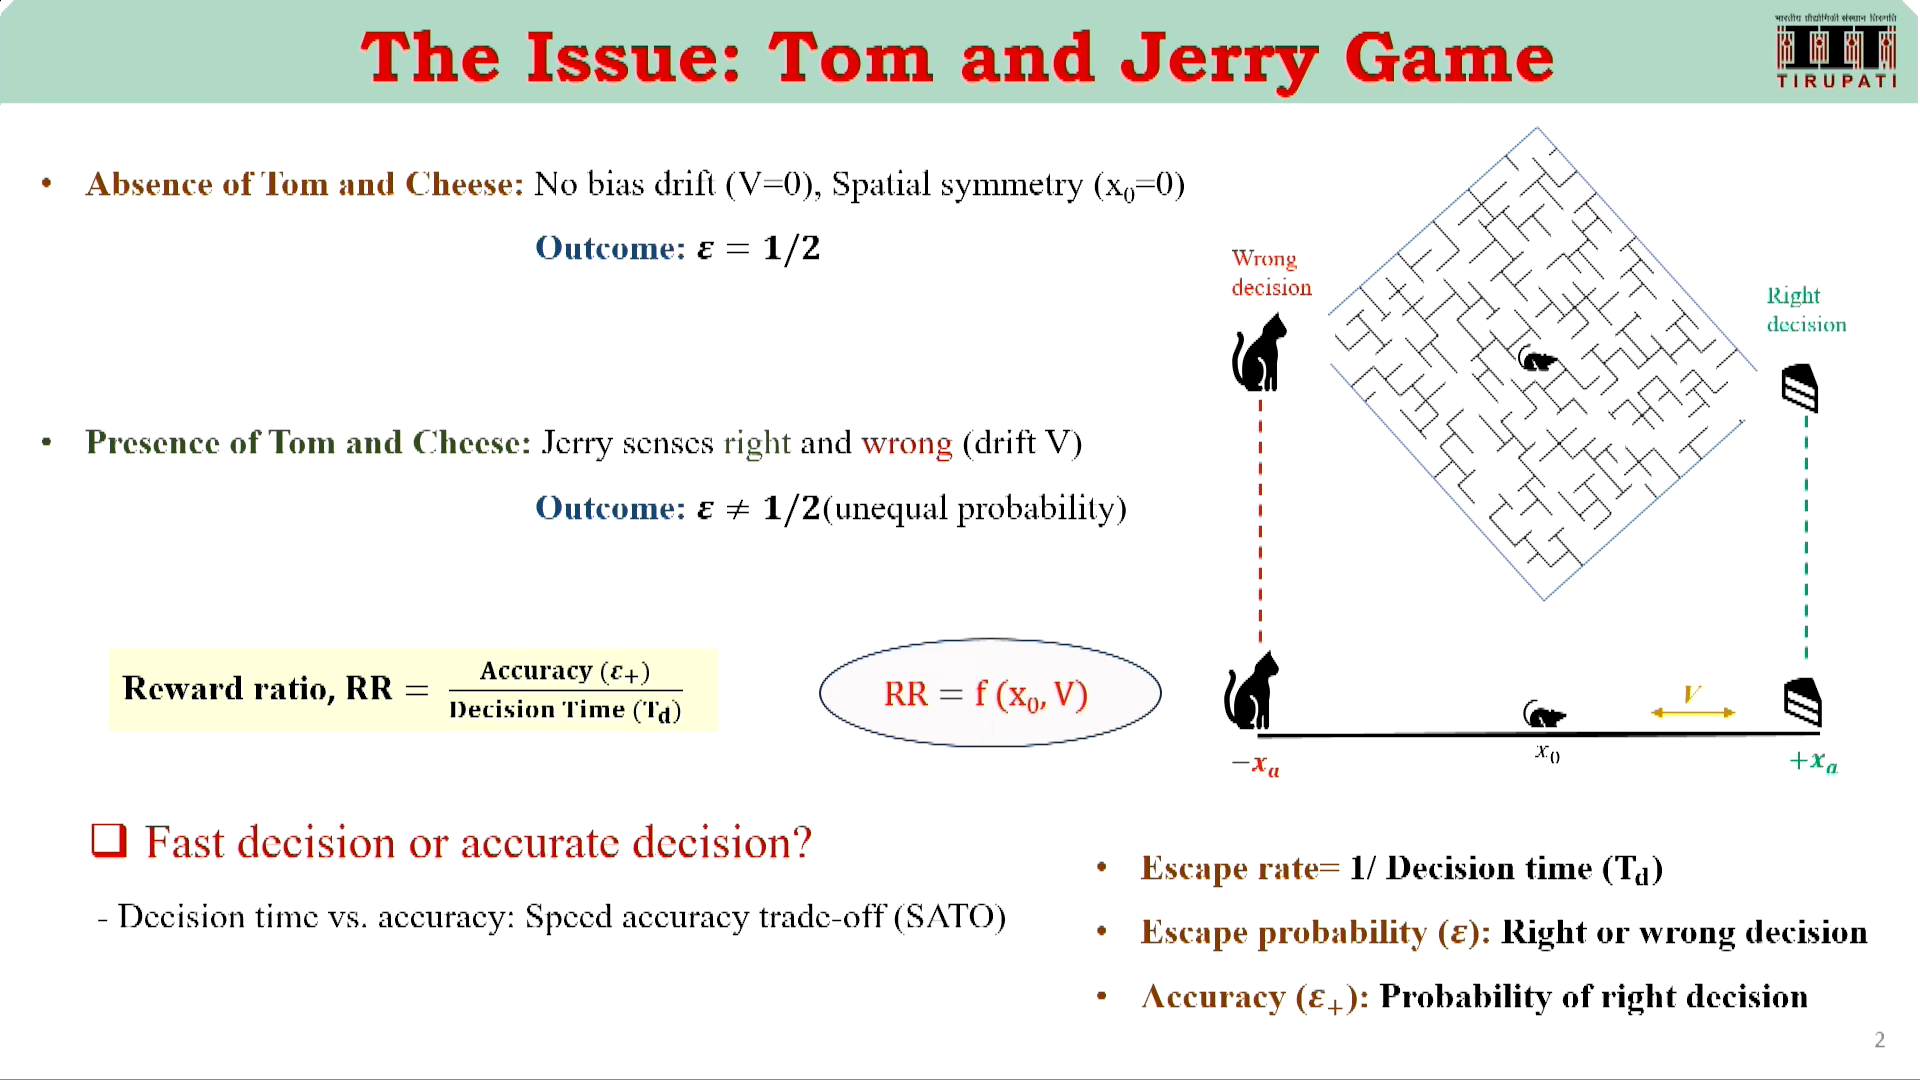 The Issue: Tom and Jerry Game
TIRUPATI
• Absence of Tom and Cheese: No bias drift (V=0), Spatial symmetry (x₀=0)
Outcome: ε = 1/2
• Presence of Tom and Cheese: Jerry senses right and wrong (drift V)
Outcome: ε ≠ 1/2(unequal probability)
Reward ratio, RR = Accuracy (ε₊) / Decision Time (T_d)
RR = f (x₀, V)
❑ Fast decision or accurate decision?
- Decision time vs. accuracy: Speed accuracy trade-off (SATO)
Wrong
decision
Right
decision
V
−xₐ
x₀
+xₐ
• Escape rate= 1/ Decision time (T_d)
• Escape probability (ε): Right or wrong decision
• Accuracy (ε₊): Probability of right decision
2